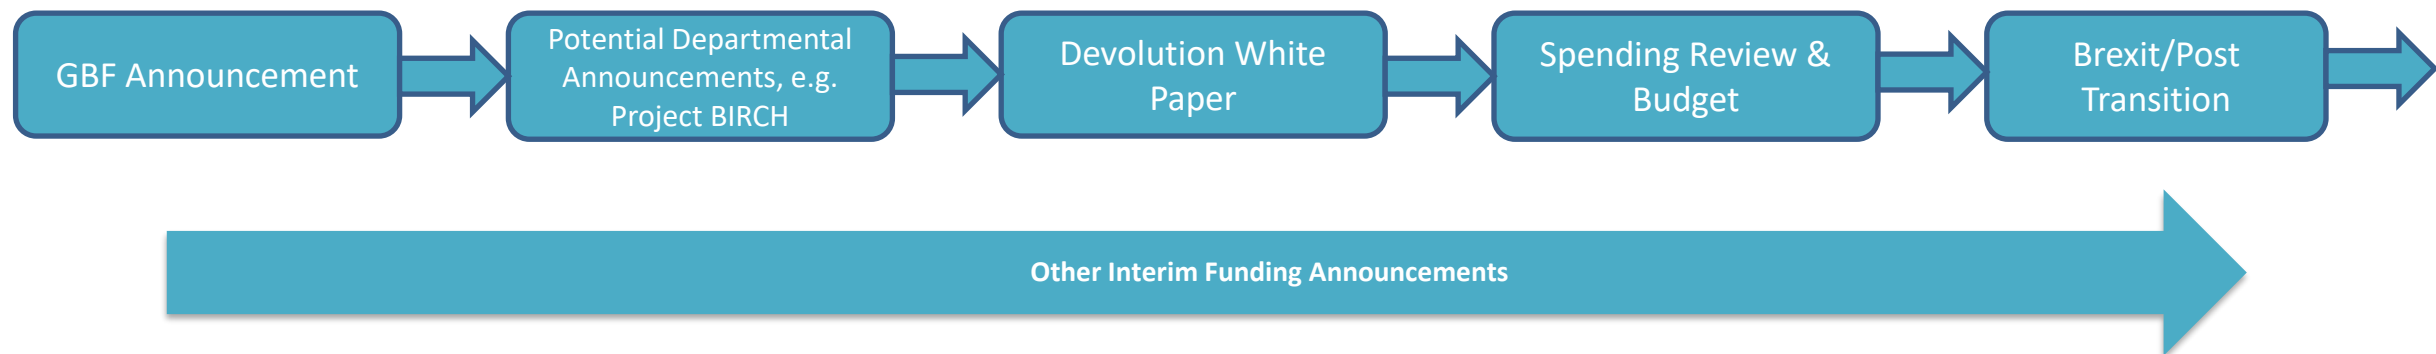 GBF Announcement
Potential Departmental
Announcements, e.g.
Project BIRCH
Devolution White
Paper
Spending Review &
Budget
Brexit/Post
Transition
Other Interim Funding Announcements